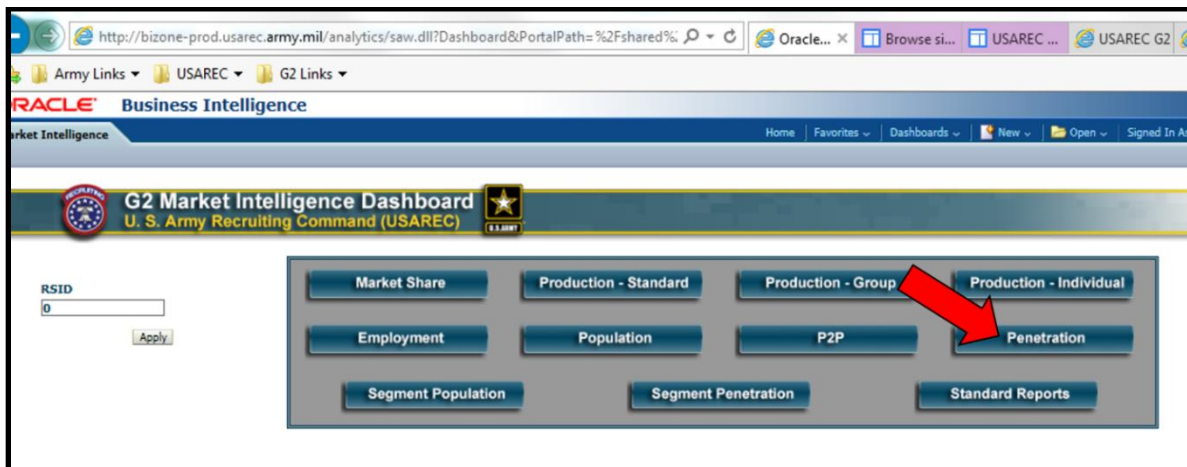 http://bizone-prod.usarec.army.mil/analytics/saw.dll?Dashboard&PortalPath=%2Fshared%
Oracle...
Browse si...
USAREC ...
USAREC G2
Army Links
USAREC
G2 Links
RACLE Business Intelligence
arket Intelligence
Home Favorites Dashboards New Open Signed In As
RECRUITING
G2 Market Intelligence Dashboard
U. S. Army Recruiting Command (USAREC)
U.S.ARMY
RSID
0
Apply
Market Share Production - Standard Production - Group Production - Individual
Employment Population P2P Penetration
Segment Population Segment Penetration Standard Reports